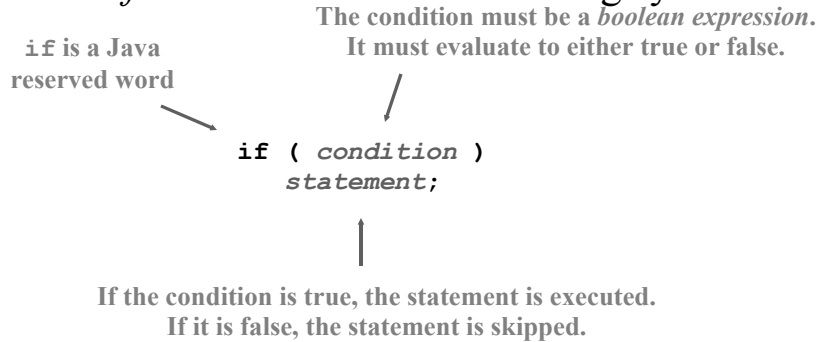 The condition must be a boolean expression.
It must evaluate to either true or false.
if is a Java
reserved word
if ( condition )
statement;
If the condition is true, the statement is executed.
If it is false, the statement is skipped.